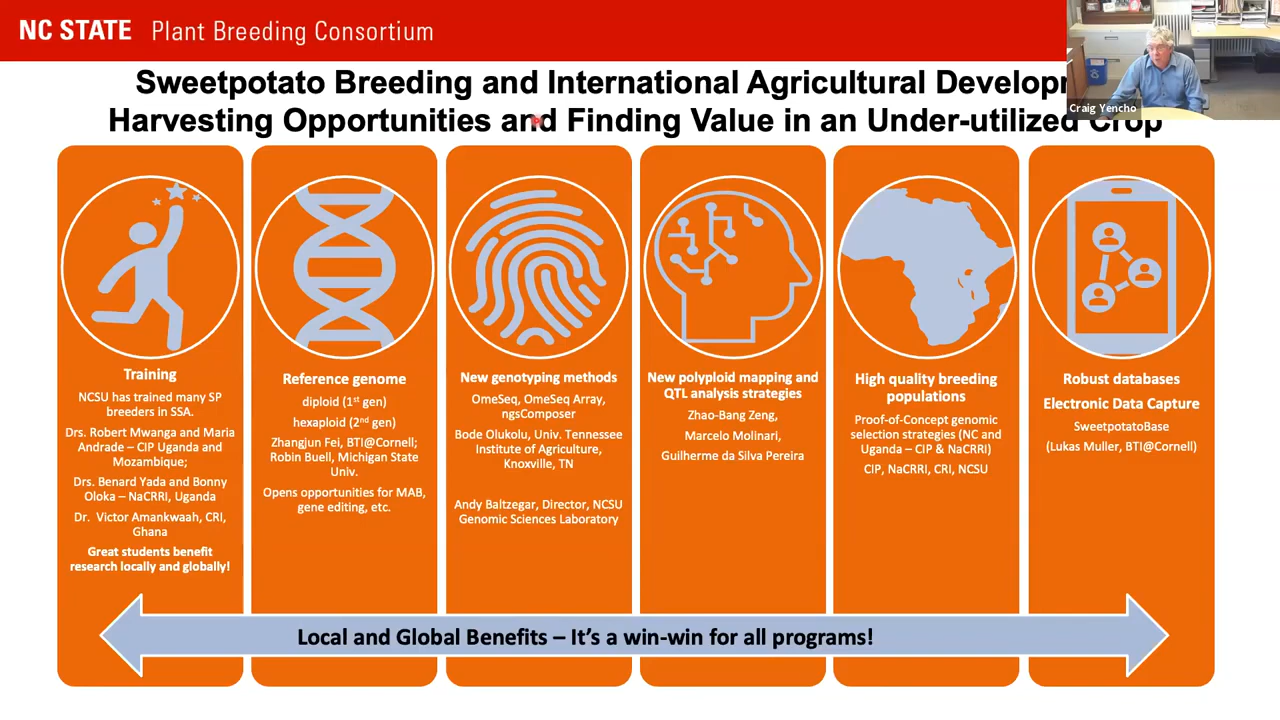 NC STATE Plant Breeding Consortium
Craig Yencho
Sweetpotato Breeding and International Agricultural
Harvesting Opportunities and Finding Value in an Under-utilized Crop
Training
NCSU has trained many SP
breeders in SSA.
Drs. Robert Mwanga and Maria
Andrade – CIP Uganda and
Mozambique;
Drs. Benard Yada and Bonny
Oloka – NaCRRI, Uganda
Dr. Victor Amankwaah, CRI,
Ghana
Great students benefit
research locally and globally!
Reference genome
diploid (1st gen)
hexaploid (2nd gen)
Zhangjun Fei, BTI@Cornell;
Robin Buell, Michigan State
Univ.
Opens opportunities for MAB,
gene editing, etc.
New genotyping methods
OmeSeq, OmeSeq Array,
ngsComposer
Bode Olukolu, Univ. Tennessee
Institute of Agriculture,
Knoxville, TN
Andy Baltzegar, Director, NCSU
Genomic Sciences Laboratory
New polyploid mapping and
QTL analysis strategies
Zhao-Bang Zeng,
Marcelo Molinari,
Guilherme da Silva Pereira
High quality breeding
populations
Proof-of-Concept genomic
selection strategies (NC and
Uganda – CIP & NaCRRI)
CIP, NaCRRI, CRI, NCSU
Robust databases
Electronic Data Capture
SweetpotatoBase
(Lukas Muller, BTI@Cornell)
Local and Global Benefits – It's a win-win for all programs!